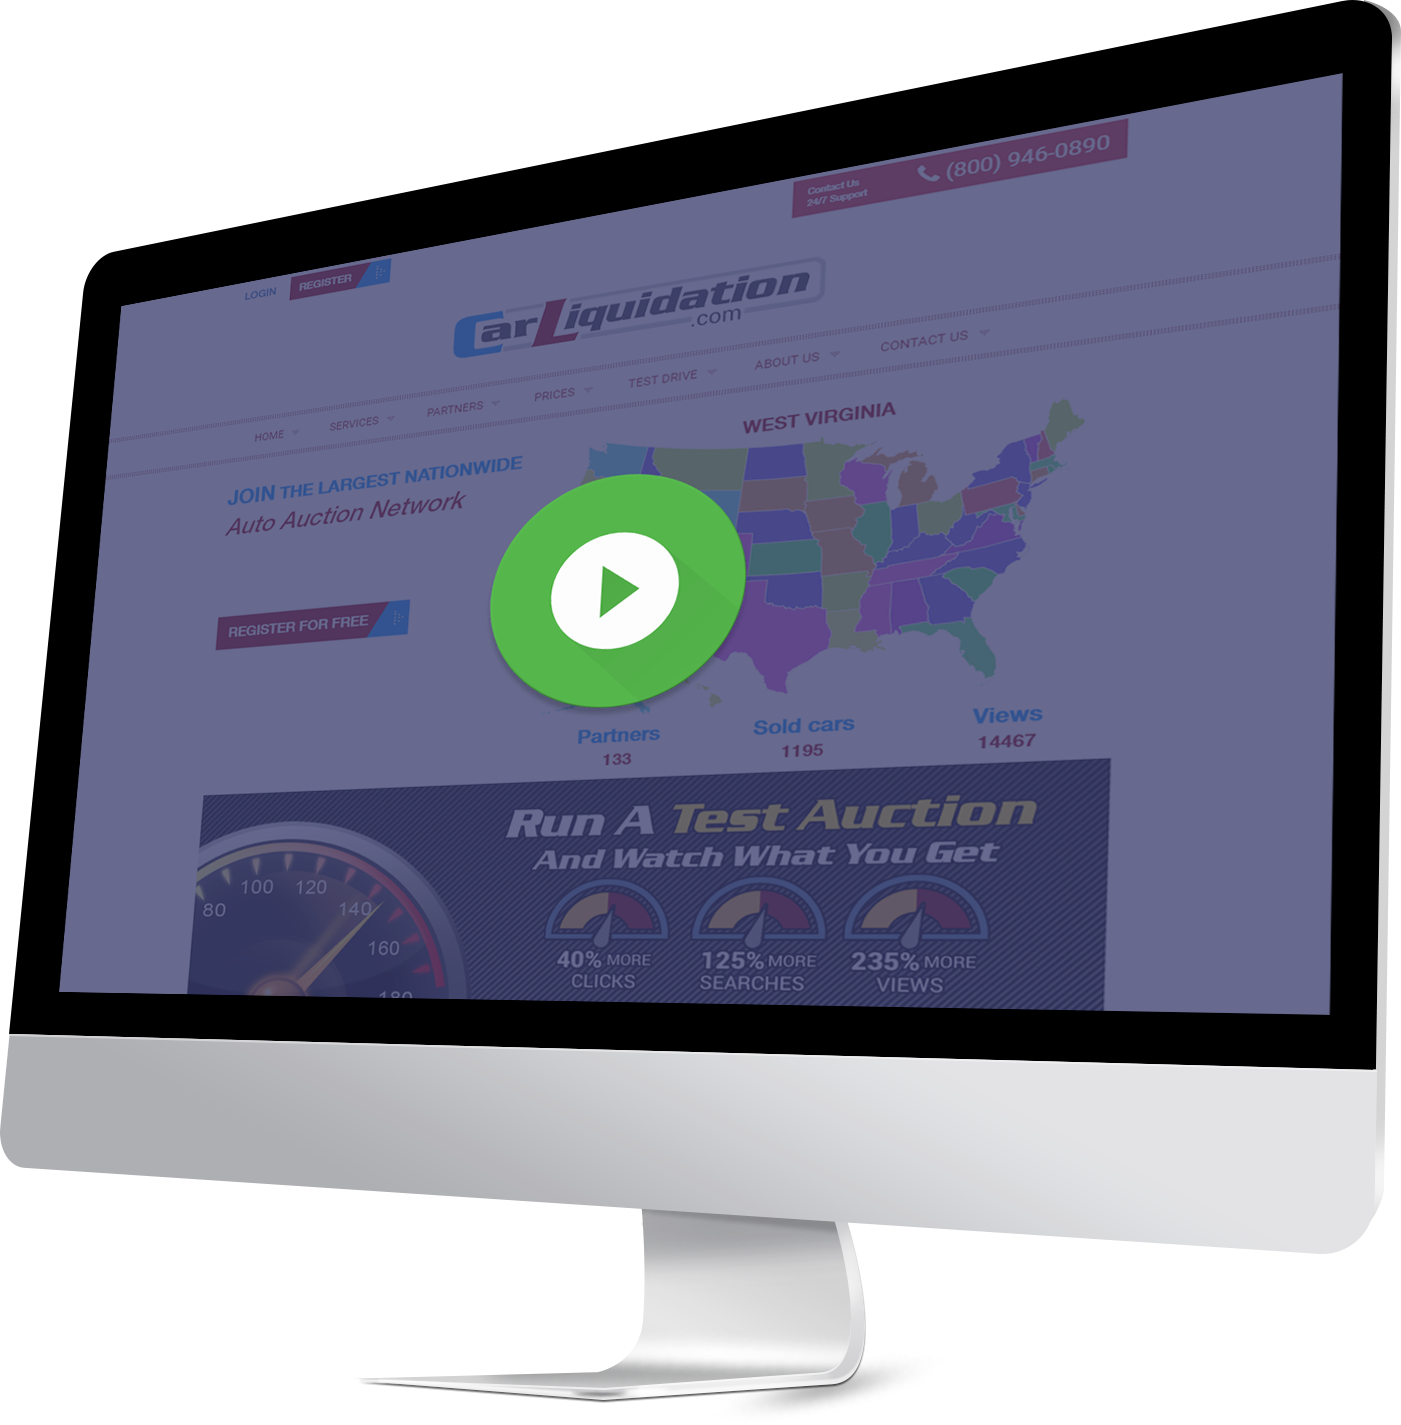 Contact Us
24/7 Support
(800) 946-0890
LOGIN
REGISTER
CarLiquidation
.com
HOME
SERVICES
PARTNERS
PRICES
TEST DRIVE
ABOUT US
CONTACT US
JOIN THE LARGEST NATIONWIDE
Auto Auction Network
WEST VIRGINIA
REGISTER FOR FREE
Partners
133
Sold cars
1195
Views
14467
Run A Test Auction
And Watch What You Get
80
100
120
140
160
180
40% MORE
CLICKS
125% MORE
SEARCHES
235% MORE
VIEWS